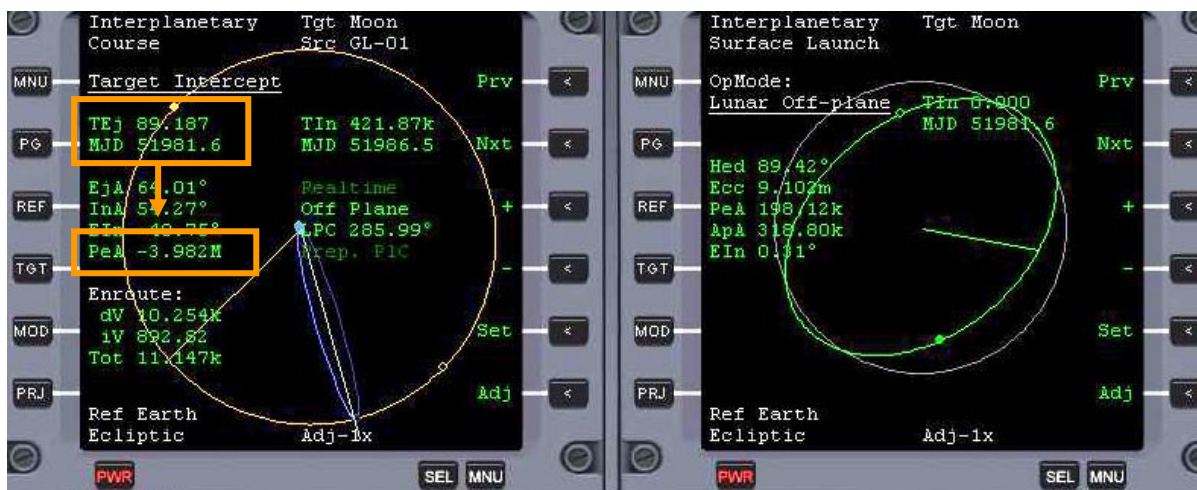 Interplanetary Tgt Moon
Course Src GL-01
MNU Target Intercept Prv <
TEj 89.187 TIn 421.87k
PG MJD 51981.6 MJD 51986.5 Nxt <
EjA 64.01° Realtime
REF InA 54.27° Off Plane + <
EIn LPC 285.99°
PeA -3.982M Prep. PlC
TGT - <
Enroute:
dV 10.254k
MOD iV 892.82 Set <
Tot 11.147k
PRJ Adj <
Ref Earth
Ecliptic Adj-1x
PWR SEL MNU
Interplanetary Tgt Moon
Surface Launch
MNU OpMode: Prv <
Lunar Off-plane TIn 0.000
MJD 51981.6
PG Nxt <
Hed 89.42°
Ecc 9.102m
REF PeA 198.12k + <
ApA 318.80k
EIn 0.31°
TGT - <
MOD Set <
PRJ Adj <
Ref Earth
Ecliptic Adj-1x
PWR SEL MNU